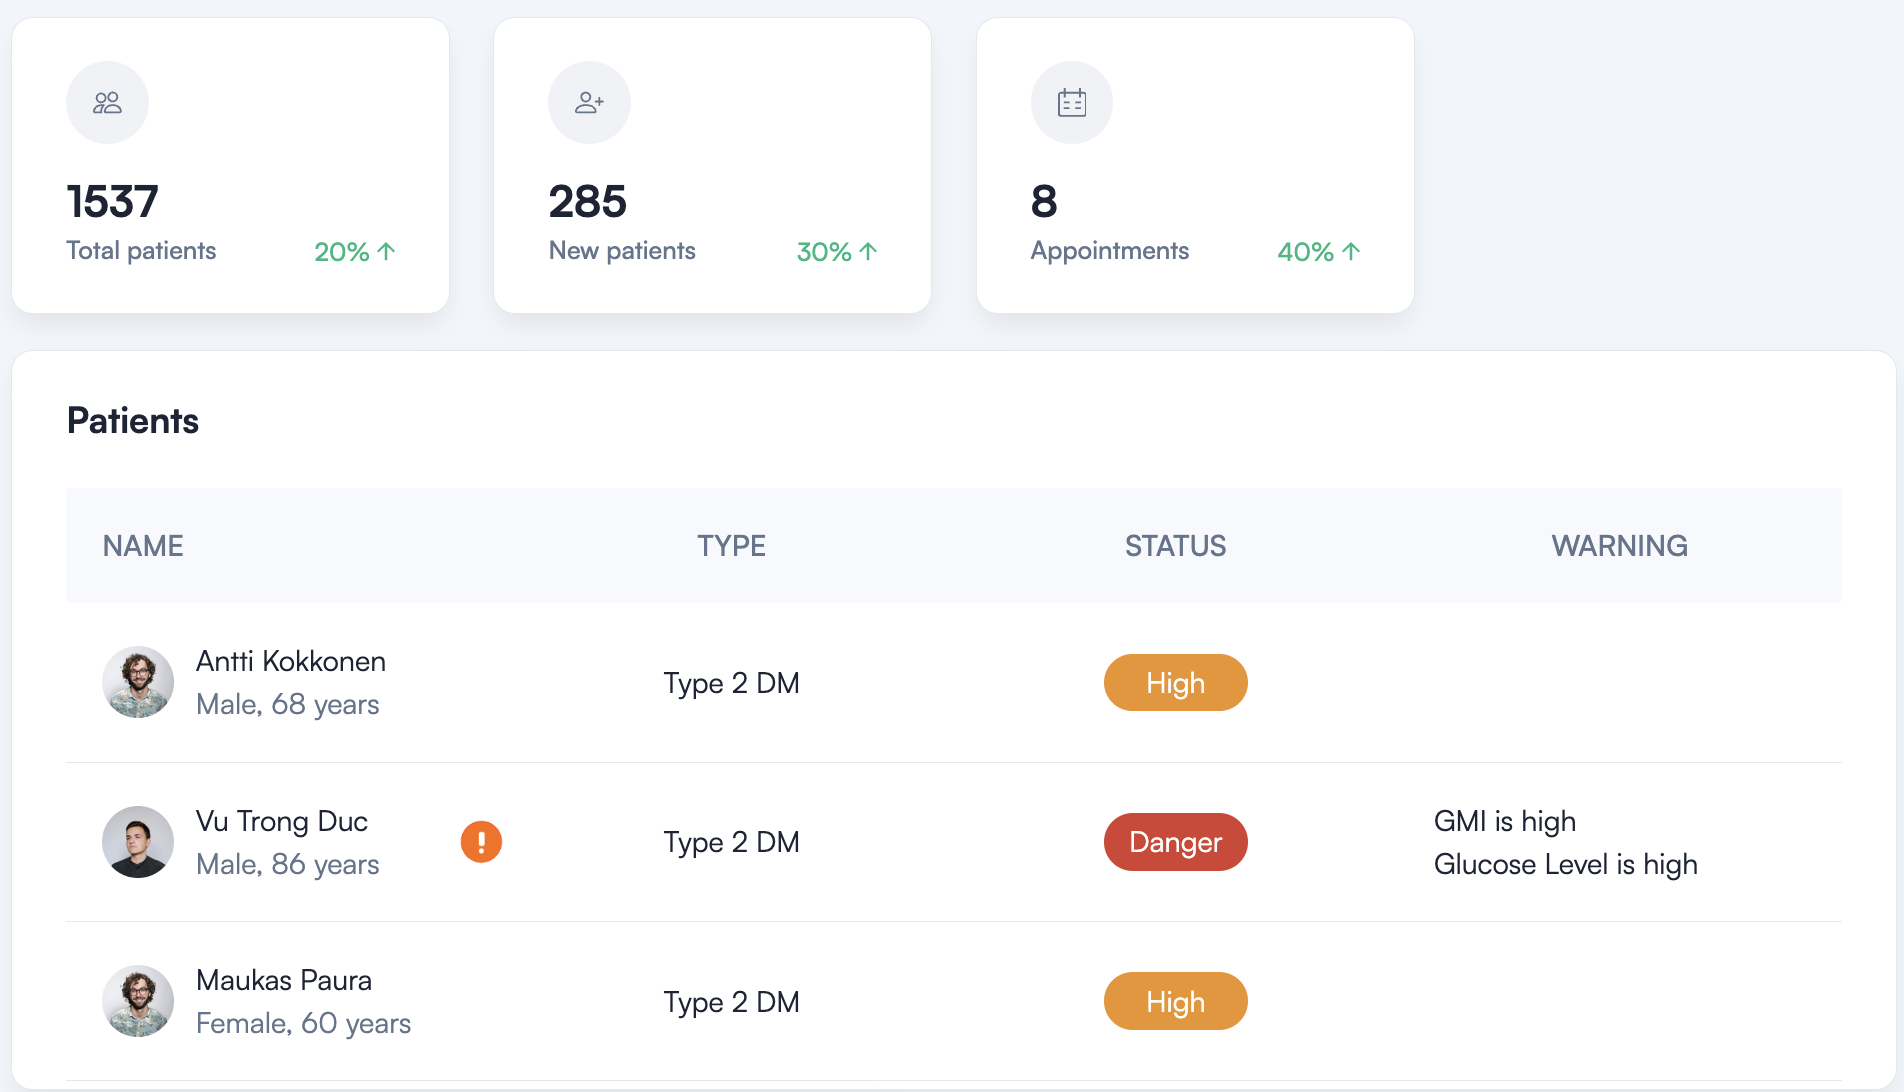 1537
Total patients 20% ↑
285
New patients 30% ↑
8
Appointments 40% ↑
Patients
NAME TYPE STATUS WARNING
Antti Kokkonen
Male, 68 years
Type 2 DM
High
Vu Trong Duc
Male, 86 years
!
Type 2 DM
Danger
GMI is high
Glucose Level is high
Maukas Paura
Female, 60 years
Type 2 DM
High